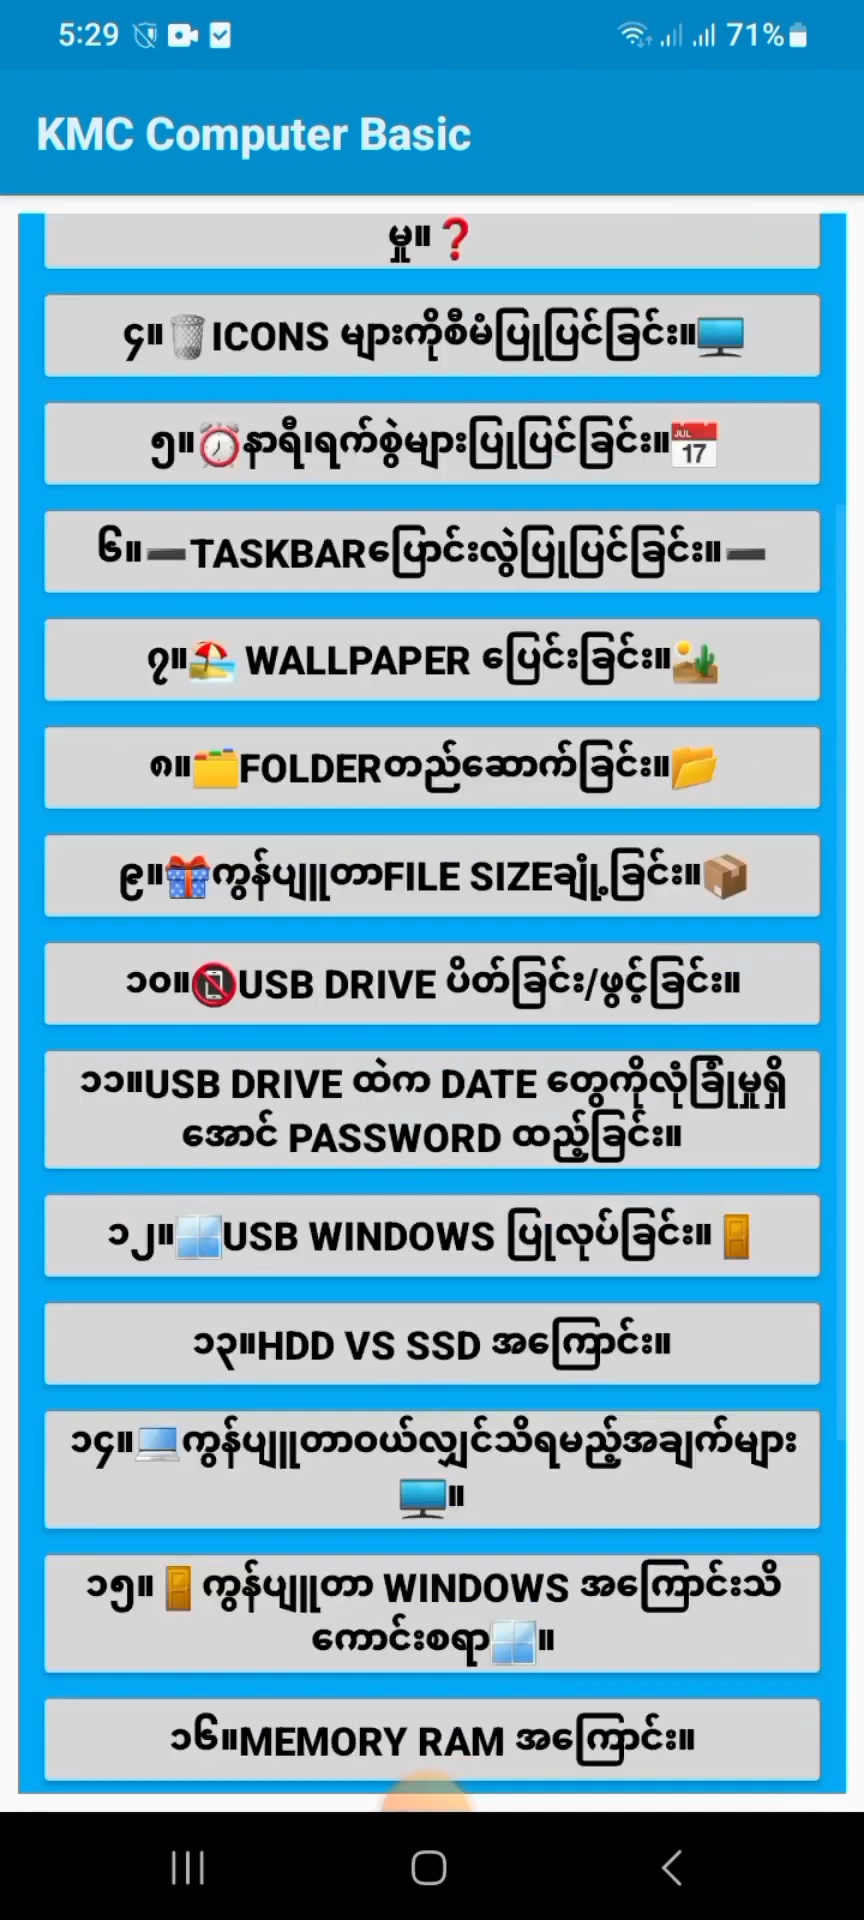 5:29
71%
KMC Computer Basic
မှု။❓
၄။🗑️ICONS များကိုစီမံပြုပြင်ခြင်း။🖥️
၅။⏰နာရီ၊ရက်စွဲများပြုပြင်ခြင်း။📅
၆။➖TASKBARပြောင်းလွဲပြုပြင်ခြင်း။➖
၇။🏖️ WALLPAPER ပြေင်းခြင်း။🏜️
၈။🗂️FOLDERတည်ဆောက်ခြင်း။📂
၉။🎁ကွန်ပျူတာFILE SIZEချုံ့ခြင်း။📦
၁၀။📵USB DRIVE ပိတ်ခြင်း/ဖွင့်ခြင်း။
၁၁။USB DRIVE ထဲက DATE တွေကိုလုံခြုံမှုရှိ
အောင် PASSWORD ထည့်ခြင်း။
၁၂။🪟USB WINDOWS ပြုလုပ်ခြင်း။🚪
၁၃။HDD VS SSD အကြောင်း။
၁၄။💻ကွန်ပျူတာဝယ်လျှင်သိရမည့်အချက်များ
🖥️။
၁၅။🚪ကွန်ပျူတာ WINDOWS အကြောင်းသိ
ကောင်းစရာ🪟။
၁၆။MEMORY RAM အကြောင်း။